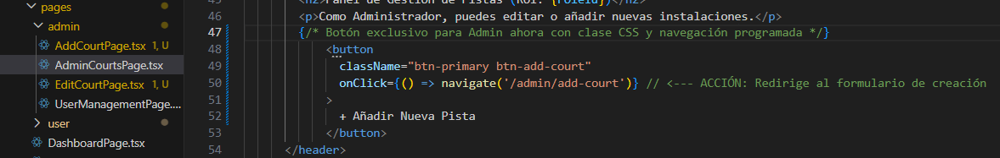 pages
admin
AddCourtPage.tsx 1, U
AdminCourtsPage.tsx
EditCourtPage.tsx 1, U
UserManagementPage....
user
DashboardPage.tsx
45 <h2>Panel de Gestión de Pistas (Rol: {roleId})</h2>
46 <p>Como Administrador, puedes editar o añadir nuevas instalaciones.</p>
47 {/* Botón exclusivo para Admin ahora con clase CSS y navegación programada */}
48 <button
49 className="btn-primary btn-add-court"
50 onClick={() => navigate('/admin/add-court')} // <--- ACCIÓN: Redirige al formulario de creación
51 >
52 + Añadir Nueva Pista
53 </button>
54 </header>